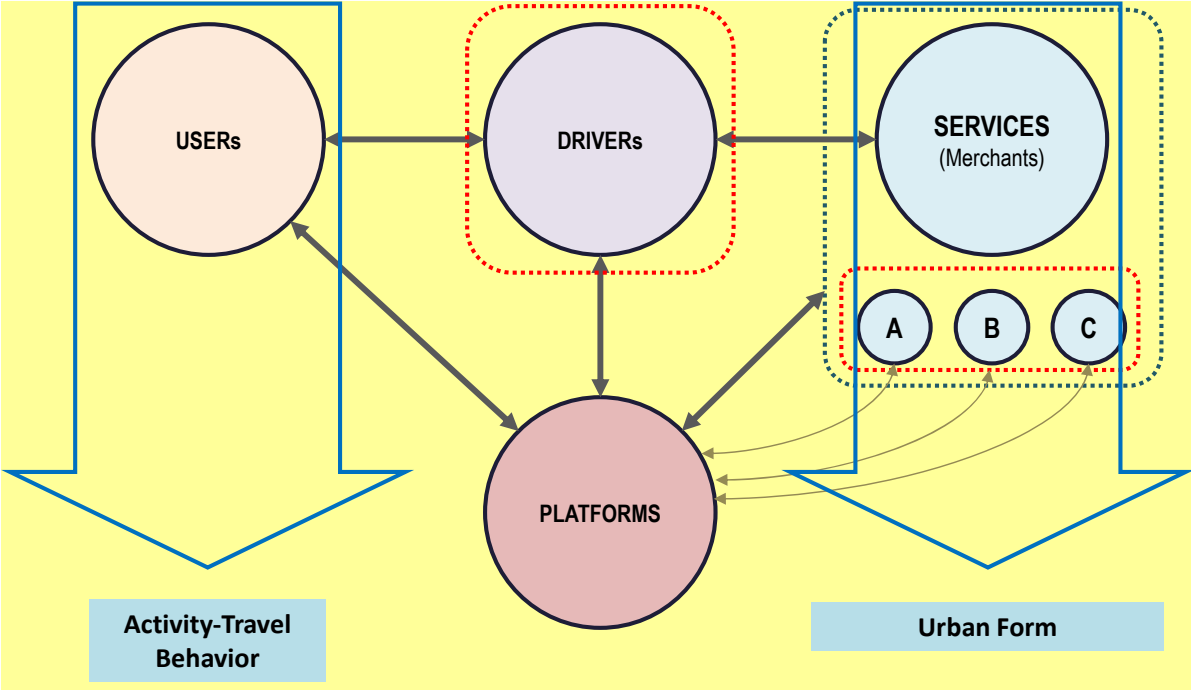 USERs
DRIVERs
SERVICES
(Merchants)
A
B
C
PLATFORMS
Activity-Travel
Behavior
Urban Form